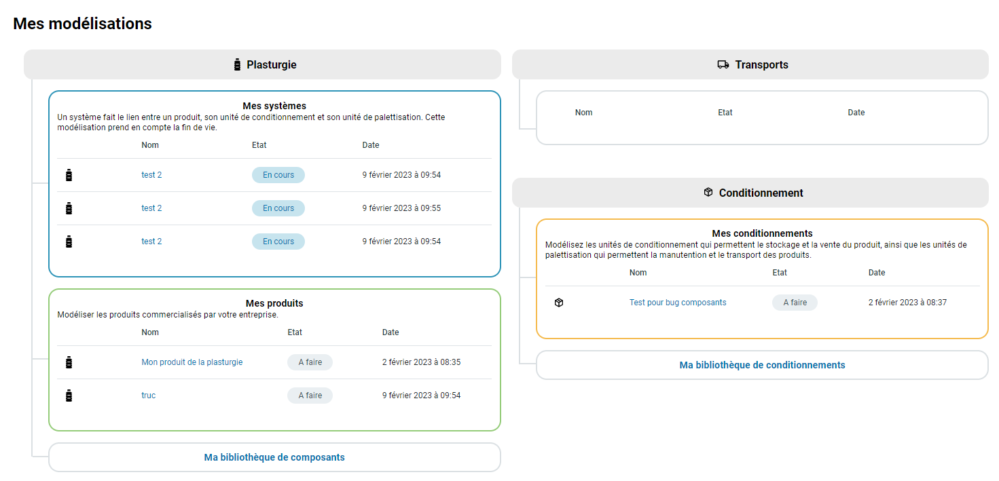 Mes modélisations
Plasturgie
Mes systèmes
Un système fait le lien entre un produit, son unité de conditionnement et son unité de palettisation. Cette
modélisation prend en compte la fin de vie.
Nom Etat Date
test 2 En cours 9 février 2023 à 09:54
test 2 En cours 9 février 2023 à 09:55
test 2 En cours 9 février 2023 à 09:54
Mes produits
Modéliser les produits commercialisés par votre entreprise.
Nom Etat Date
Mon produit de la plasturgie A faire 2 février 2023 à 08:35
truc A faire 9 février 2023 à 09:54
Ma bibliothèque de composants
Transports
Nom Etat Date
Conditionnement
Mes conditionnements
Modélisez les unités de conditionnement qui permettent le stockage et la vente du produit, ainsi que les unités de
palettisation qui permettent la manutention et le transport des produits.
Nom Etat Date
Test pour bug composants A faire 2 février 2023 à 08:37
Ma bibliothèque de conditionnements